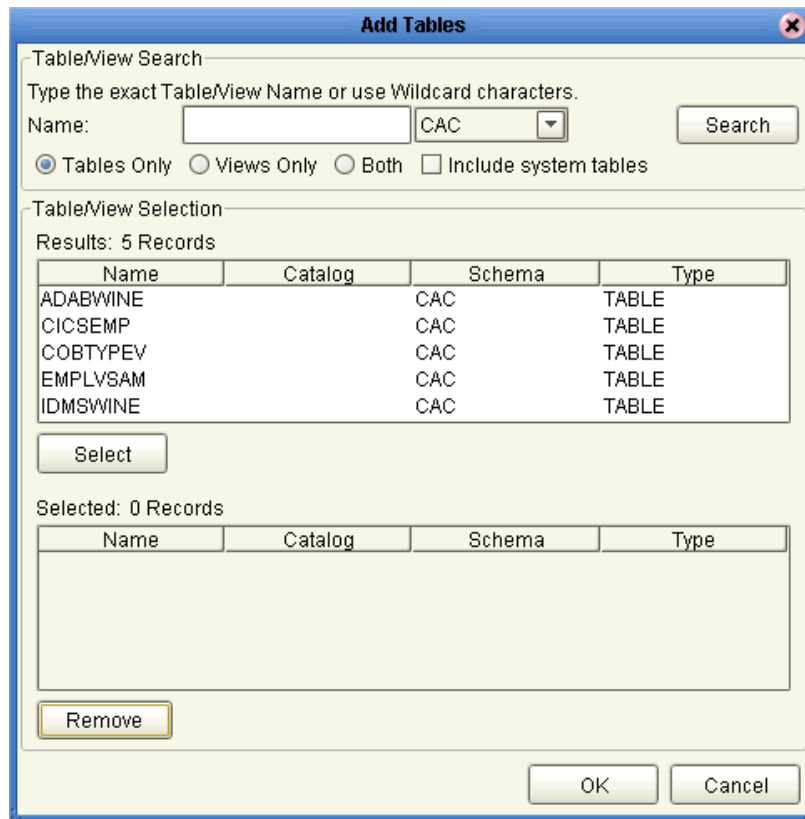 Add Tables
Table/View Search
Type the exact Table/View Name or use Wildcard characters.
Name: CAC Search
Tables Only Views Only Both Include system tables
Table/View Selection
Results: 5 Records
Name Catalog Schema Type
ADABWINE CAC TABLE
CICSEMP CAC TABLE
COBTYPEV CAC TABLE
EMPLVSAM CAC TABLE
IDMSWINE CAC TABLE
Select
Selected: 0 Records
Name Catalog Schema Type
Remove
OK Cancel